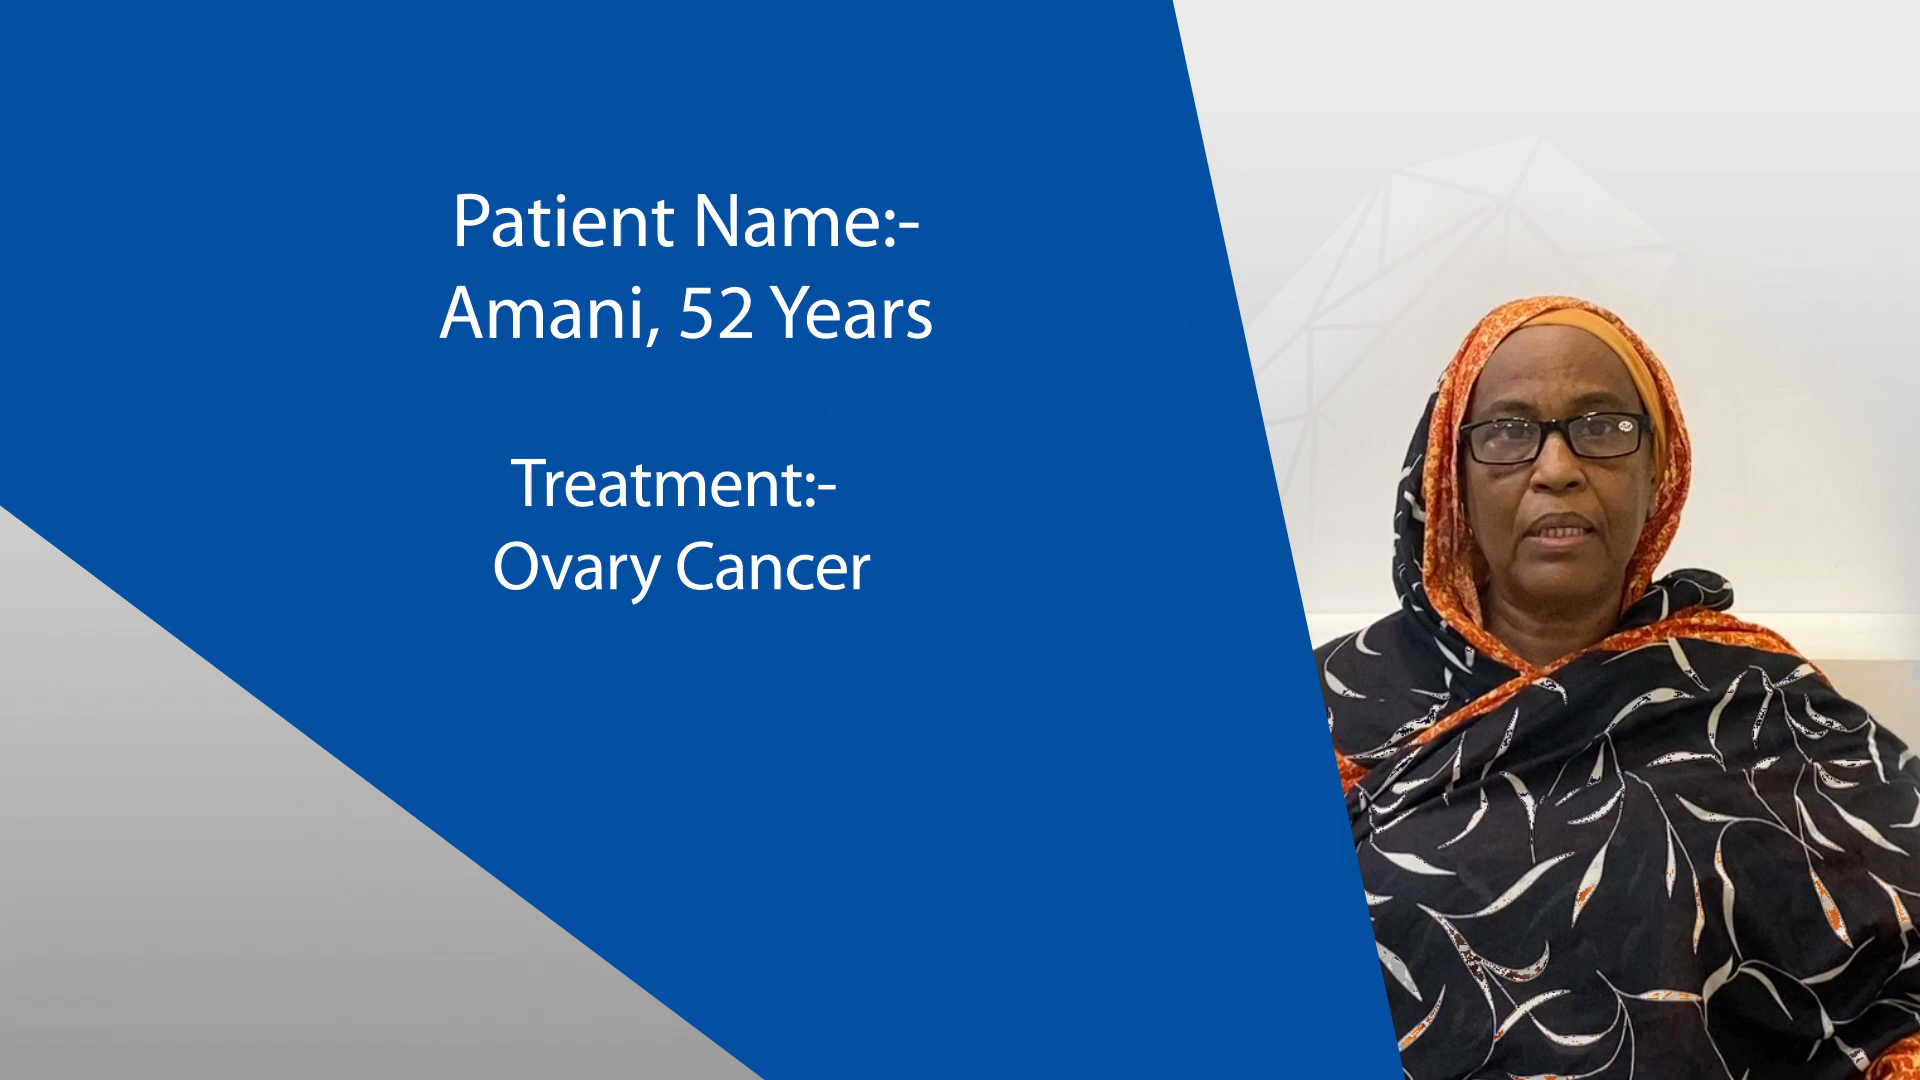 Patient Name:-
Amani, 52 Years
Treatment:-
Ovary Cancer